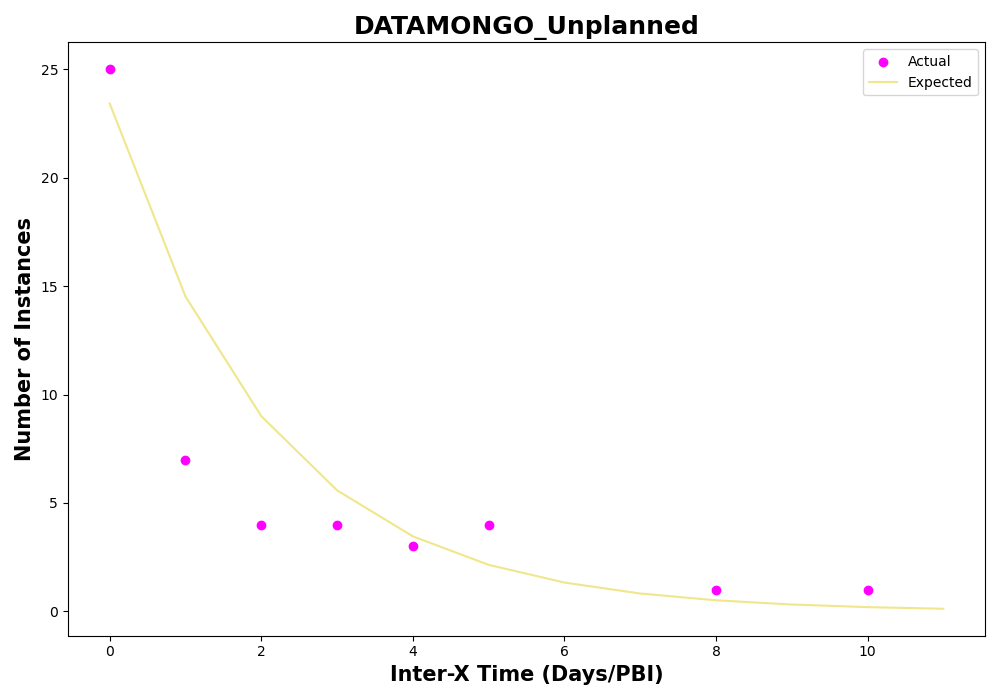 DATAMONGO_Unplanned
Actual
Expected
25
20
15
10
5
0
Number of Instances
0 2 4 6 8 10
Inter-X Time (Days/PBI)